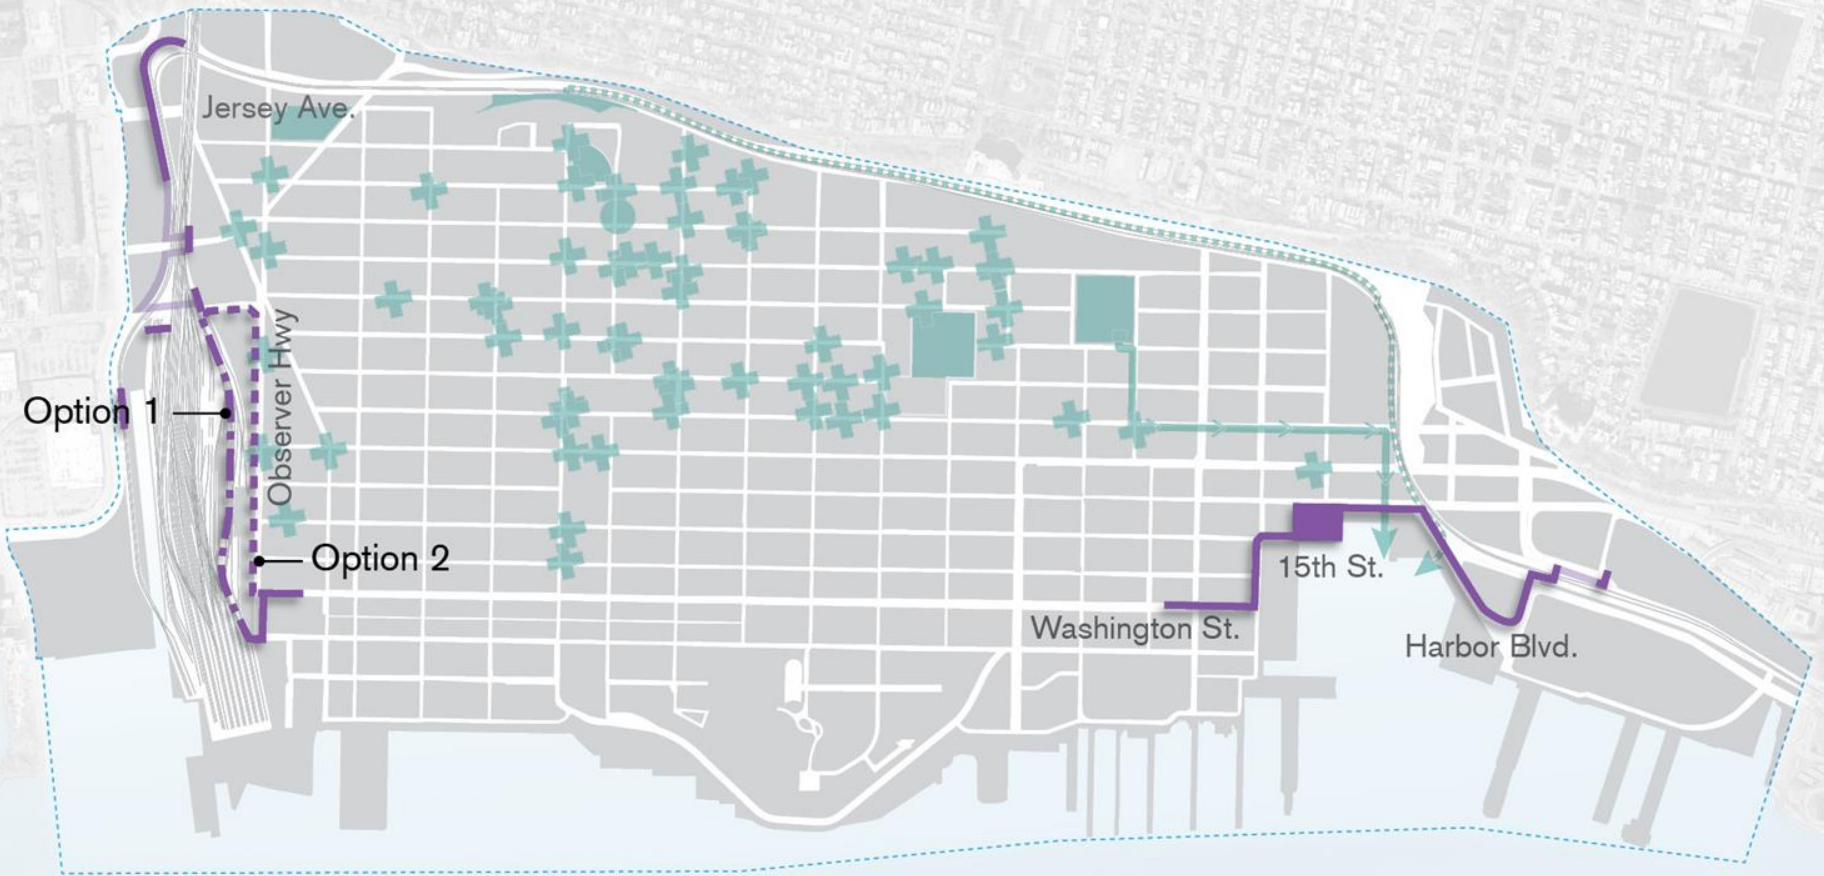 Jersey Ave.
Observer Hwy
Option 1
Option 2
15th St.
Washington St.
Harbor Blvd.